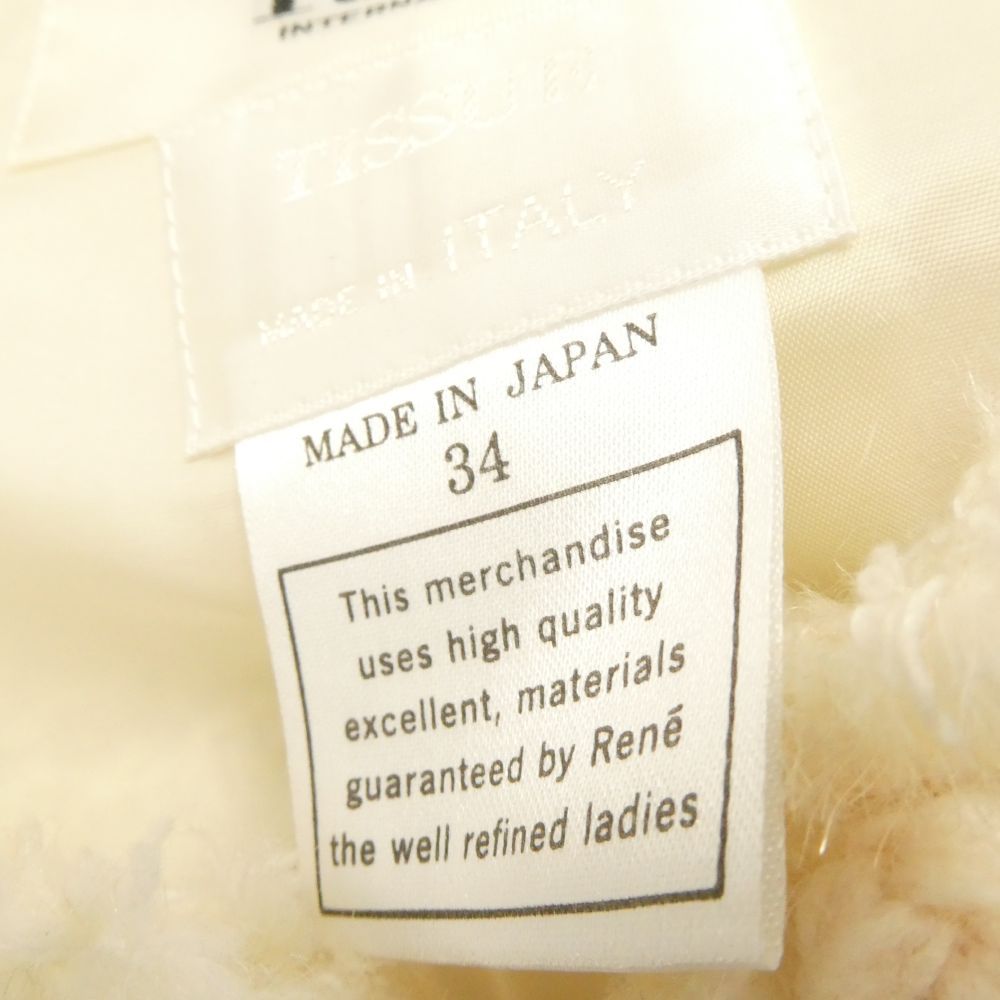 TISSU
MADE IN ITALY
MADE IN JAPAN
34
This merchandise
uses high quality
excellent, materials
guaranteed by René
the well refined ladies